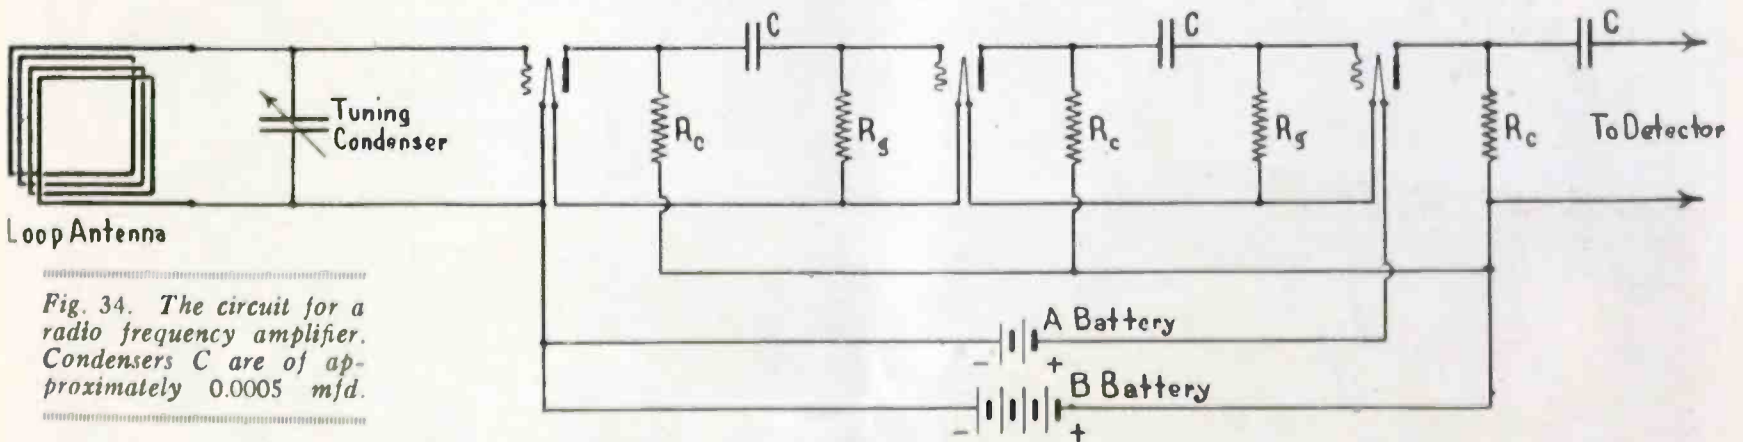 C
C
C
Tuning
Condenser
Rc
Rg
Rc
Rg
Rc
To Detector
Loop Antenna
Fig. 34. The circuit for a
radio frequency amplifier.
Condensers C are of ap-
proximately 0.0005 mfd.
A Battery
- +
B Battery
- +